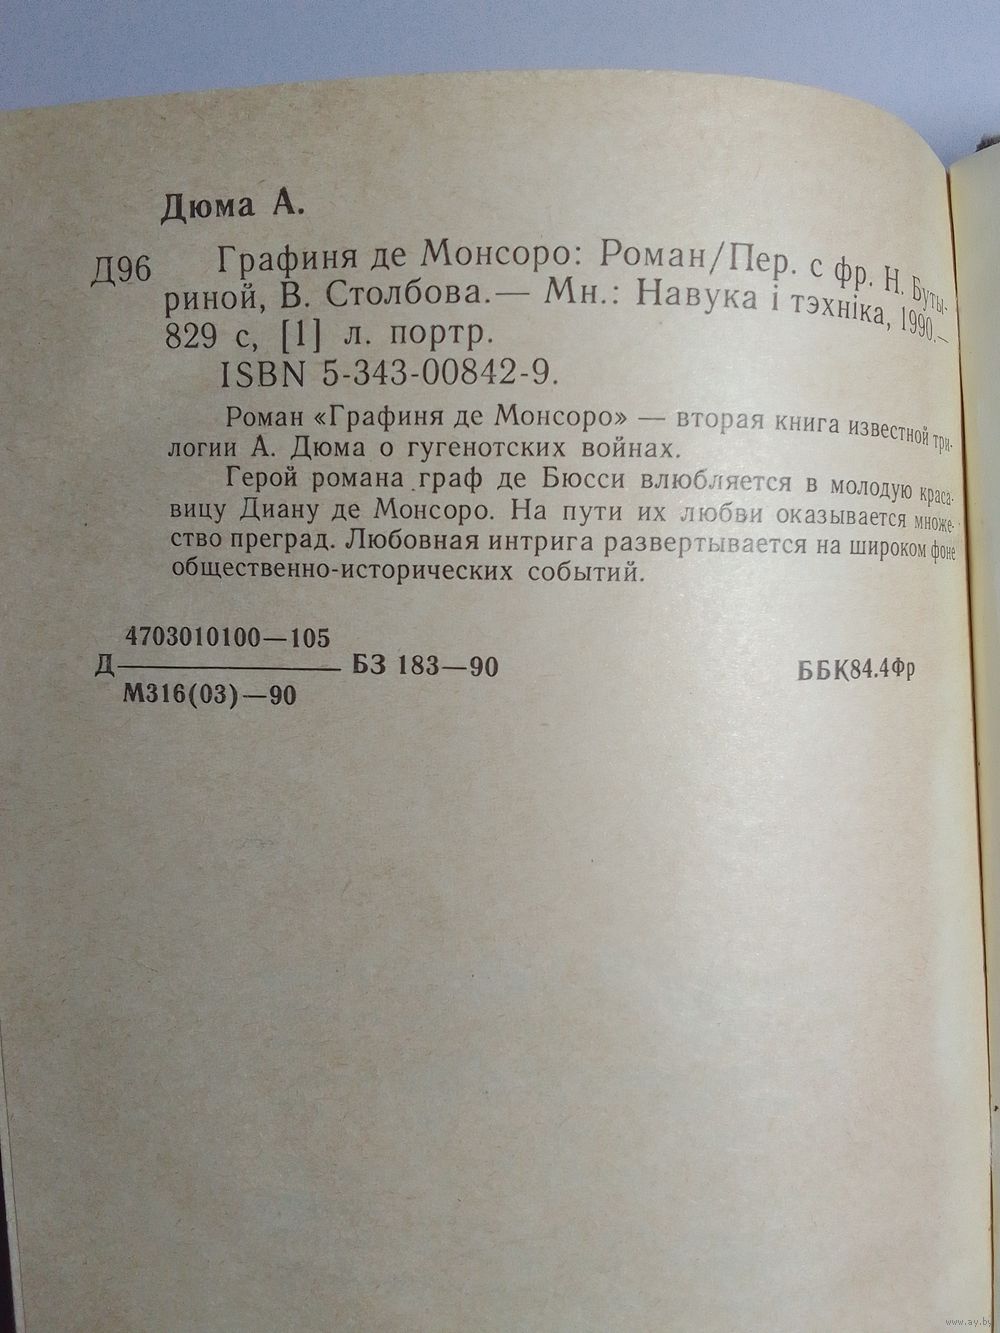 Дюма А.
Д96 Графиня де Монсоро: Роман/Пер. с фр. Н. Буты-
риной, В. Столбова.— Мн.: Навука і тэхніка, 1990.—
829 с, [1] л. портр.
ISBN 5-343-00842-9.
Роман «Графиня де Монсоро» — вторая книга известной три-
логии А. Дюма о гугенотских войнах.
Герой романа граф де Бюсси влюбляется в молодую краса-
вицу Диану де Монсоро. На пути их любви оказывается множе-
ство преград. Любовная интрига развертывается на широком фоне
общественно-исторических событий.
4703010100—105
Д БЗ 183—90 ББК84.4Фр
М316(03)—90
www.ay.by